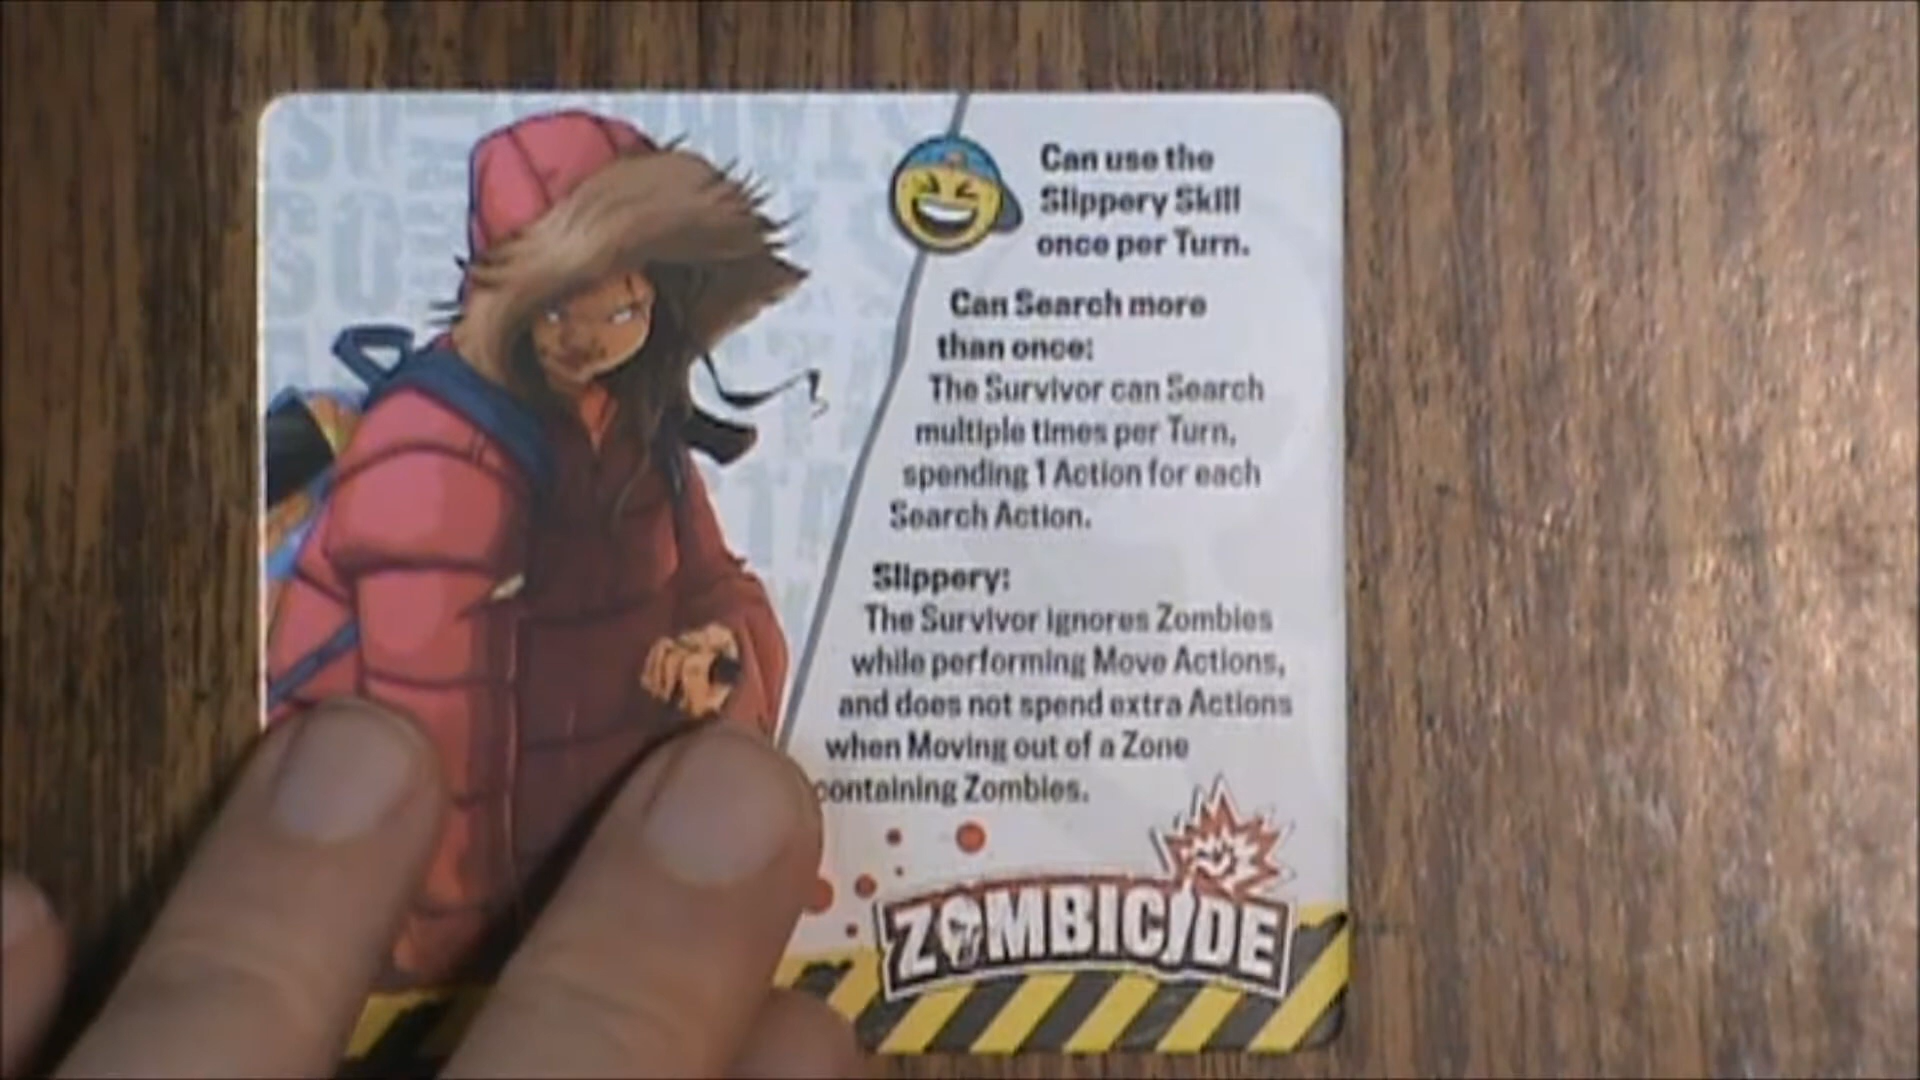 Can use the
Slippery Skill
once per Turn.
Can Search more
than once:
The Survivor can Search
multiple times per Turn,
spending 1 Action for each
Search Action.
Slippery:
The Survivor ignores Zombies
while performing Move Actions,
and does not spend extra Actions
when Moving out of a Zone
containing Zombies.
ZOMBICIDE